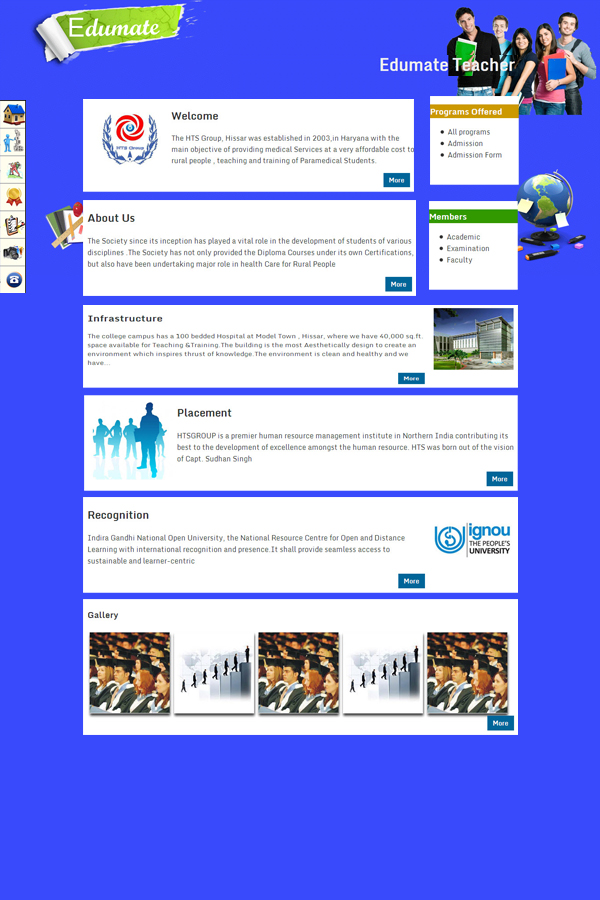 Edumate
Edumate Teacher
HTS Group
Welcome
The HTS Group, Hissar was established in 2003,in Haryana with the
main objective of providing medical Services at a very affordable cost to
rural people , teaching and training of Paramedical Students.
More
Programs Offered
All programs
Admission
Admission Form
About Us
The Society since its inception has played a vital role in the development of students of various
disciplines .The Society has not only provided the Diploma Courses under its own Certifications,
but also have been undertaking major role in health Care for Rural People
More
Members
Academic
Examination
Faculty
Infrastructure
The college campus has a 100 bedded Hospital at Model Town , Hissar, where we have 40,000 sq.ft.
space available for Teaching &Training.The building is the most Aesthetically design to create an
environment which inspires thrust of knowledge.The environment is clean and healthy and we
have...
More
Placement
HTSGROUP is a premier human resource management institute in Northern India contributing its
best to the development of excellence amongst the human resource. HTS was born out of the vision
of Capt. Sudhan Singh
More
Recognition
Indira Gandhi National Open University, the National Resource Centre for Open and Distance
Learning with international recognition and presence.It shall provide seamless access to
sustainable and learner-centric
ignou
THE PEOPLE'S
UNIVERSITY
More
Gallery
More